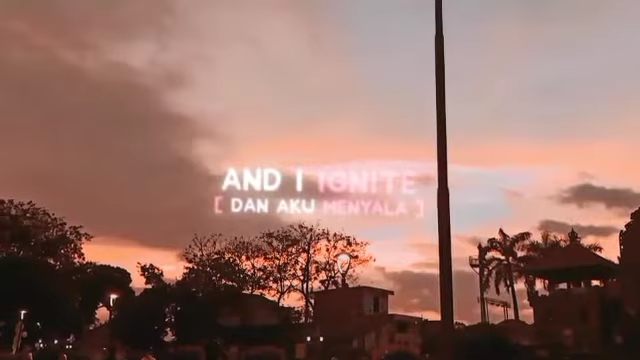 AND I IGNITE
[ DAN AKU MENYALA ]